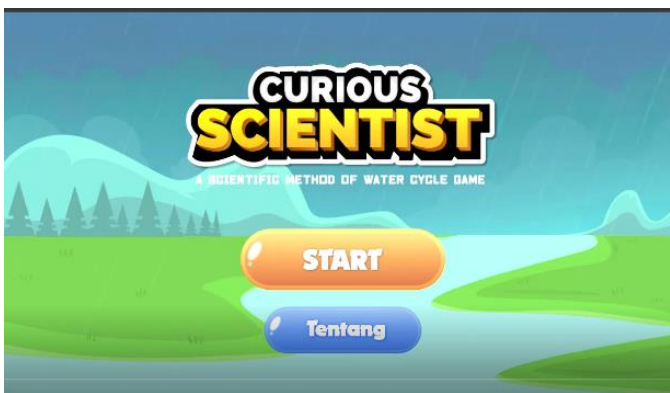 CURIOUS
SCIENTIST
A SCIENTIFIC METHOD OF WATER CYCLE GAME
START
Tentang